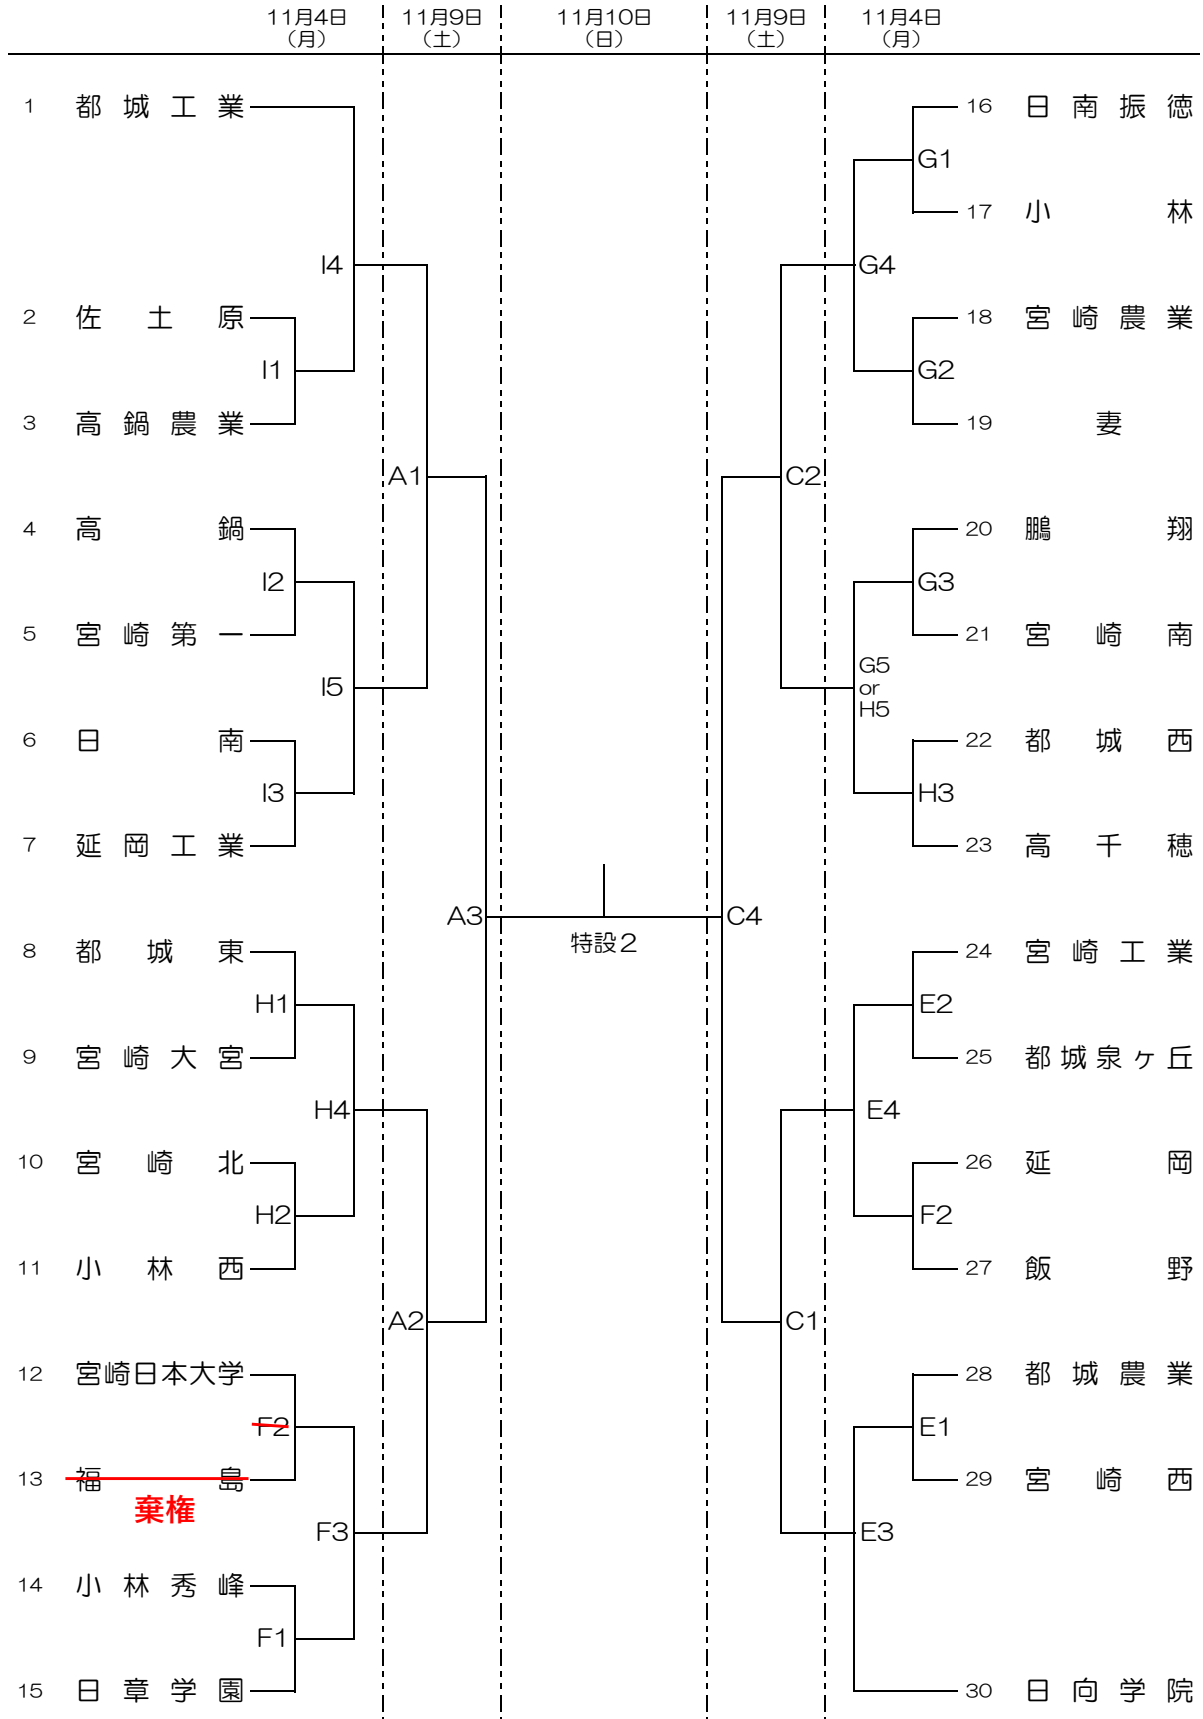 11月4日 11月9日 11月10日 11月9日 11月4日
（月） （土） （日） （土） （月）
1 都城工業
I4
2 佐土原
I1
3 高鍋農業
A1
4 高鍋
I2
5 宮崎第一
I5
6 日南
I3
7 延岡工業
A3
8 都城東
H1
9 宮崎大宮
H4
10 宮崎北
H2
11 小林西
A2
12 宮崎日本大学
F2
13 福島
棄権
F3
14 小林秀峰
F1
15 日章学園
特設2
16 日南振徳
G1
17 小林
G4
18 宮崎農業
G2
19 妻
C2
20 鵬翔
G3
21 宮崎南
G5
or
H5
22 都城西
H3
23 高千穂
C4
24 宮崎工業
E2
25 都城泉ヶ丘
E4
26 延岡
F2
27 飯野
C1
28 都城農業
E1
29 宮崎西
E3
30 日向学院